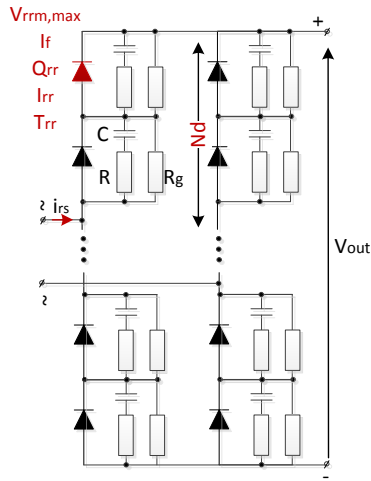 Vrrm,max
If
Qrr
Irr
Trr
+
Nd
C
R
Rg
~ irs
Vout
~
-